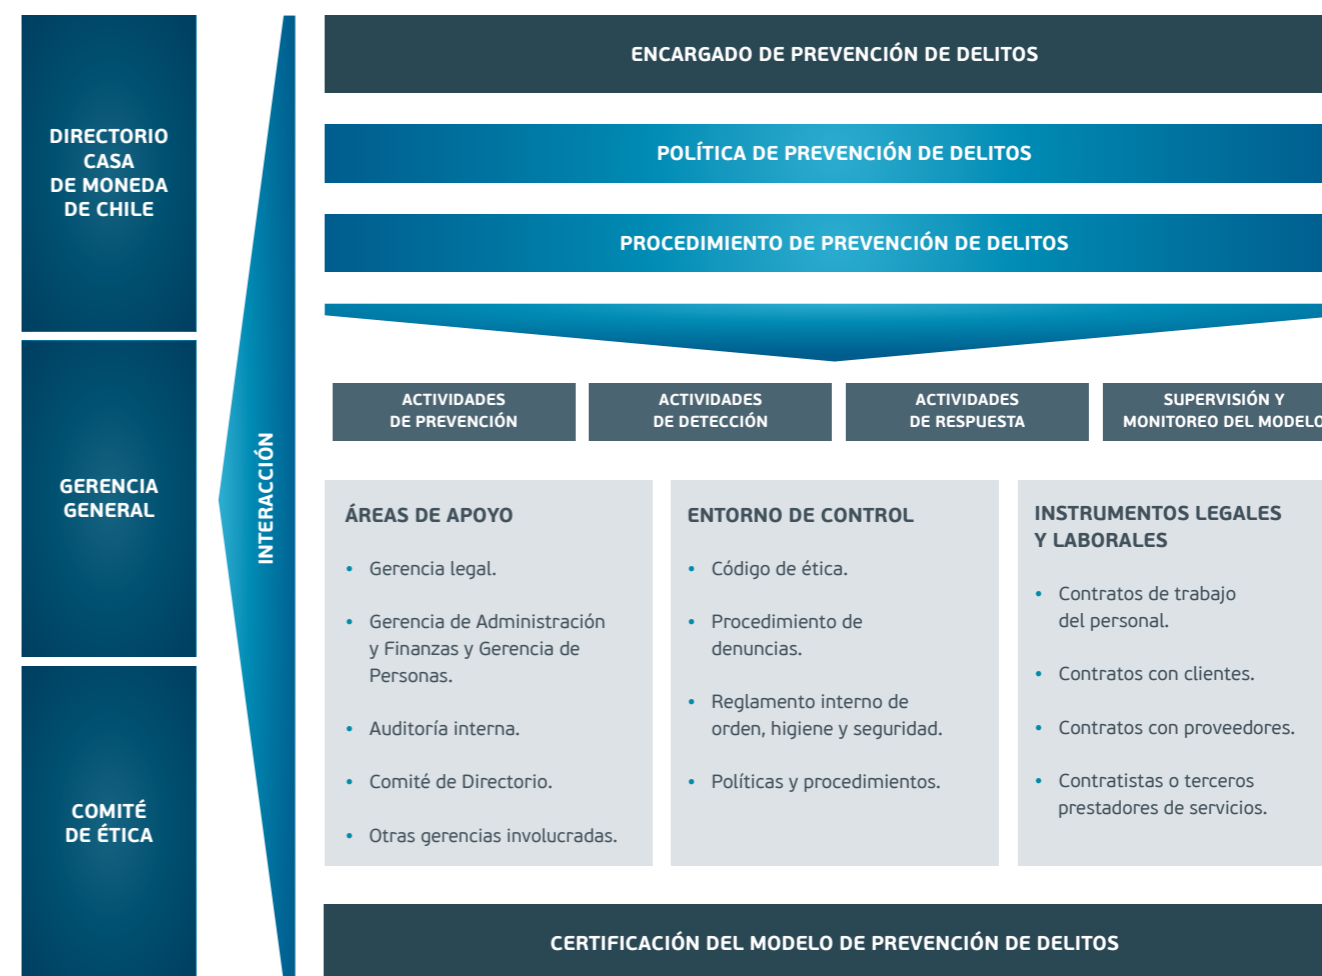 DIRECTORIO
CASA
DE MONEDA
DE CHILE
GERENCIA
GENERAL
COMITÉ
DE ÉTICA
INTERACCIÓN
ENCARGADO DE PREVENCIÓN DE DELITOS
POLÍTICA DE PREVENCIÓN DE DELITOS
PROCEDIMIENTO DE PREVENCIÓN DE DELITOS
ACTIVIDADES
DE PREVENCIÓN
ACTIVIDADES
DE DETECCIÓN
ACTIVIDADES
DE RESPUESTA
SUPERVISIÓN Y
MONITOREO DEL MODELO
ÁREAS DE APOYO
• Gerencia legal.
• Gerencia de Administración
y Finanzas y Gerencia de
Personas.
• Auditoría interna.
• Comité de Directorio.
• Otras gerencias involucradas.
ENTORNO DE CONTROL
• Código de ética.
• Procedimiento de
denuncias.
• Reglamento interno de
orden, higiene y seguridad.
• Políticas y procedimientos.
INSTRUMENTOS LEGALES
Y LABORALES
• Contratos de trabajo
del personal.
• Contratos con clientes.
• Contratos con proveedores.
• Contratistas o terceros
prestadores de servicios.
CERTIFICACIÓN DEL MODELO DE PREVENCIÓN DE DELITOS